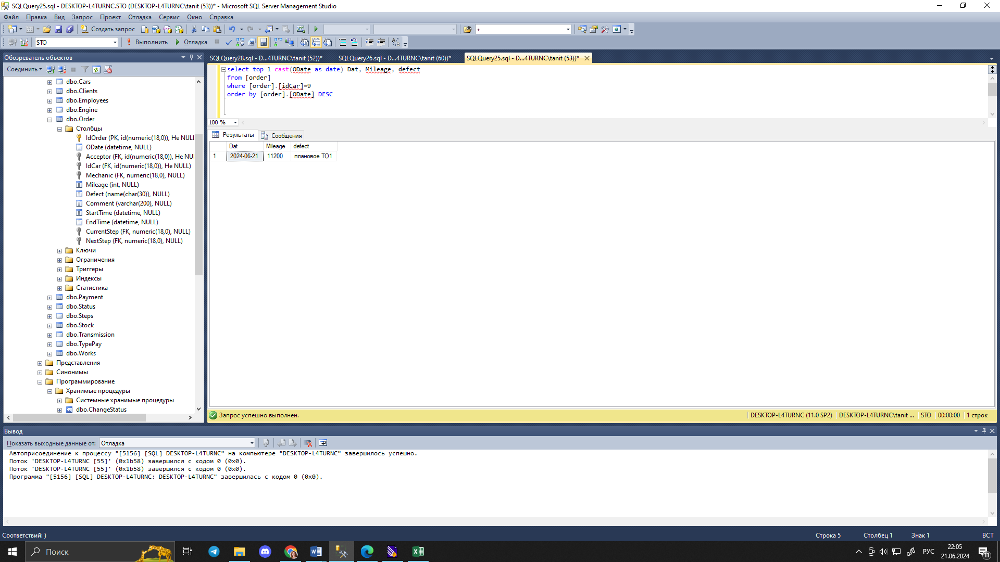 SQLQuery25.sql - DESKTOP-L4TURNC.STO (DESKTOP-L4TURNC\tanit (53))* - Microsoft SQL Server Management Studio
Файл Правка Вид Запрос Проект Отладка Сервис Окно Справка
Создать запрос +
STO Выполнить Отладка
Обозреватель объектов
SQLQuery28.sql - D...4TURNC\tanit (52))* SQLQuery26.sql - D...4TURNC\tanit (60))* SQLQuery25.sql - D...4TURNC\tanit (53))*
Соединить
dbo.Cars
dbo.Clients
dbo.Employees
dbo.Engine
dbo.Order
Столбцы
IdOrder (PK, id(numeric(18,0)), Не NULL
ODate (datetime, NULL)
Acceptor (FK, id(numeric(18,0)), Не NUL
IdCar (FK, id(numeric(18,0)), Не NULL)
Mechanic (FK, numeric(18,0), NULL)
Mileage (int, NULL)
Defect (name(char(30)), NULL)
Comment (varchar(200), NULL)
StartTime (datetime, NULL)
EndTime (datetime, NULL)
CurrentStep (FK, numeric(18,0), NULL)
NextStep (FK, numeric(18,0), NULL)
Ключи
Ограничения
Триггеры
Индексы
Статистика
dbo.Payment
dbo.Status
dbo.Steps
dbo.Stock
dbo.Transmission
dbo.TypePay
dbo.Works
Представления
Синонимы
Программирование
Хранимые процедуры
Системные хранимые процедуры
dbo.ChangeStatus
select top 1 cast(ODate as date) Dat, Mileage, defect
from [order]
where [order].[idCar]=9
order by [order].[ODate] DESC
100 %
Результаты Сообщения
Dat Mileage defect
1 2024-06-21 11200 плановое ТО1
Запрос успешно выполнен. DESKTOP-L4TURNC (11.0 SP2) DESKTOP-L4TURNC\tanit ... STO 00:00:00 1 строк
Вывод
Показать выходные данные от: Отладка
Автоприсоединение к процессу "[5156] [SQL] DESKTOP-L4TURNC" на компьютере "DESKTOP-L4TURNC" завершилось успешно.
Поток 'DESKTOP-L4TURNC [55]' (0x1b58) завершился с кодом 0 (0x0).
Поток 'DESKTOP-L4TURNC [55]' (0x1b58) завершился с кодом 0 (0x0).
Программа "[5156] [SQL] DESKTOP-L4TURNC: DESKTOP-L4TURNC" завершилась с кодом 0 (0x0).
Соответствий: ) Строка 5 Столбец 1 Знак 1 ВСТ
Поиск РУС 22:05
21.06.2024 11